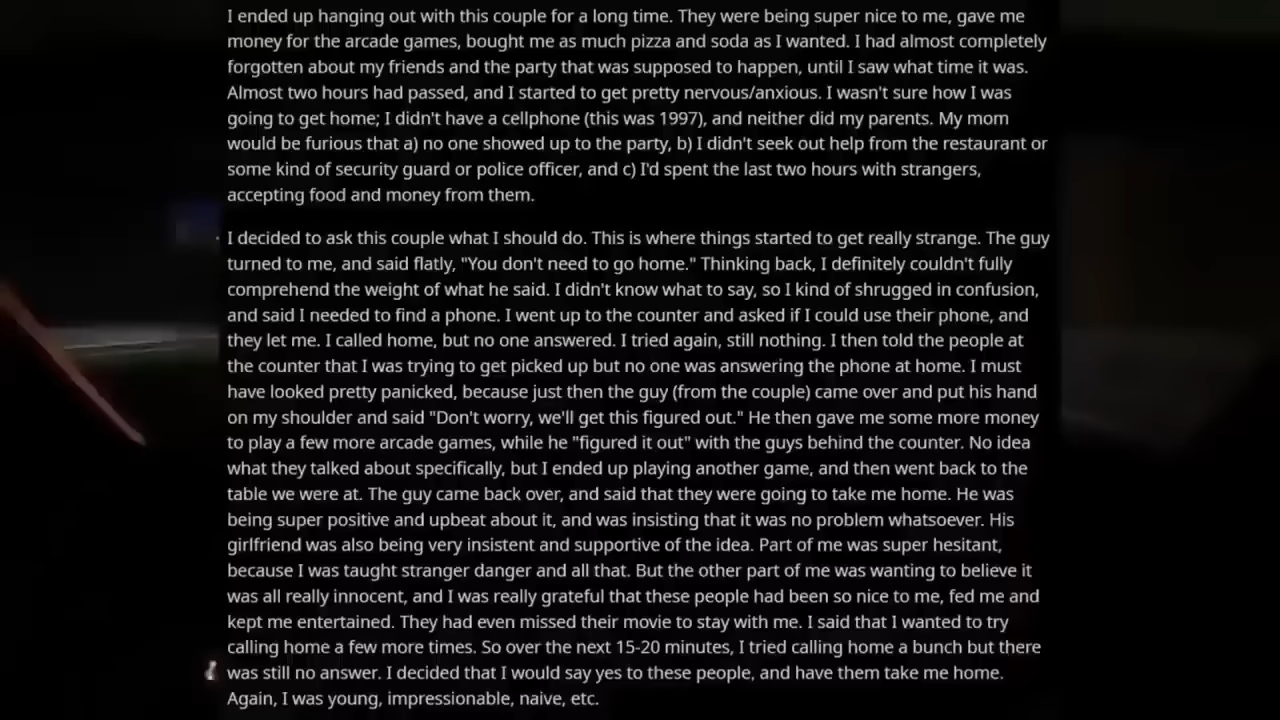 I ended up hanging out with this couple for a long time. They were being super nice to me, gave me
money for the arcade games, bought me as much pizza and soda as I wanted. I had almost completely
forgotten about my friends and the party that was supposed to happen, until I saw what time it was.
Almost two hours had passed, and I started to get pretty nervous/anxious. I wasn't sure how I was
going to get home; I didn't have a cellphone (this was 1997), and neither did my parents. My mom
would be furious that a) no one showed up to the party, b) I didn't seek out help from the restaurant or
some kind of security guard or police officer, and c) I'd spent the last two hours with strangers,
accepting food and money from them.
I decided to ask this couple what I should do. This is where things started to get really strange. The guy
turned to me, and said flatly, "You don't need to go home." Thinking back, I definitely couldn't fully
comprehend the weight of what he said. I didn't know what to say, so I kind of shrugged in confusion,
and said I needed to find a phone. I went up to the counter and asked if I could use their phone, and
they let me. I called home, but no one answered. I tried again, still nothing. I then told the people at
the counter that I was trying to get picked up but no one was answering the phone at home. I must
have looked pretty panicked, because just then the guy (from the couple) came over and put his hand
on my shoulder and said "Don't worry, we'll get this figured out." He then gave me some more money
to play a few more arcade games, while he "figured it out" with the guys behind the counter. No idea
what they talked about specifically, but I ended up playing another game, and then went back to the
table we were at. The guy came back over, and said that they were going to take me home. He was
being super positive and upbeat about it, and was insisting that it was no problem whatsoever. His
girlfriend was also being very insistent and supportive of the idea. Part of me was super hesitant,
because I was taught stranger danger and all that. But the other part of me was wanting to believe it
was all really innocent, and I was really grateful that these people had been so nice to me, fed me and
kept me entertained. They had even missed their movie to stay with me. I said that I wanted to try
calling home a few more times. So over the next 15-20 minutes, I tried calling home a bunch but there
was still no answer. I decided that I would say yes to these people, and have them take me home.
Again, I was young, impressionable, naive, etc.